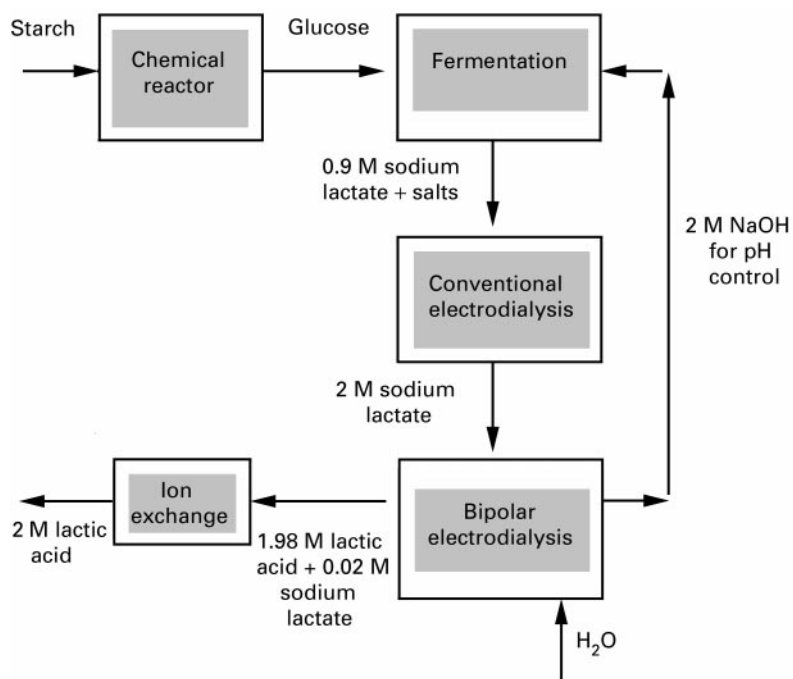 Starch
Chemical
reactor
Glucose
Fermentation
0.9 M sodium
lactate + salts
2 M NaOH
for pH
control
Conventional
electrodialysis
2 M sodium
lactate
Bipolar
electrodialysis
H₂O
1.98 M lactic
acid + 0.02 M
sodium
lactate
Ion
exchange
2 M lactic
acid